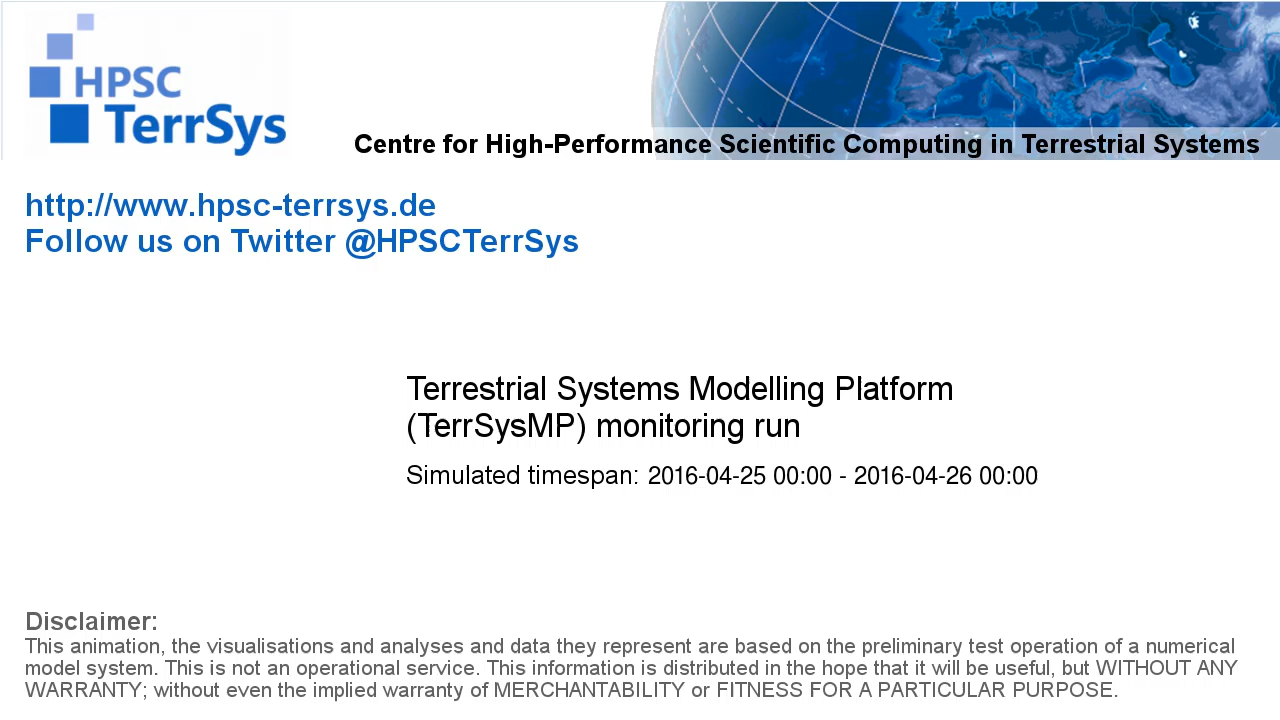 HPSC
TerrSys
Centre for High-Performance Scientific Computing in Terrestrial Systems
http://www.hpsc-terrsys.de
Follow us on Twitter @HPSCTerrSys
Terrestrial Systems Modelling Platform
(TerrSysMP) monitoring run
Simulated timespan: 2016-04-25 00:00 - 2016-04-26 00:00
Disclaimer:
This animation, the visualisations and analyses and data they represent are based on the preliminary test operation of a numerical
model system. This is not an operational service. This information is distributed in the hope that it will be useful, but WITHOUT ANY
WARRANTY; without even the implied warranty of MERCHANTABILITY or FITNESS FOR A PARTICULAR PURPOSE.